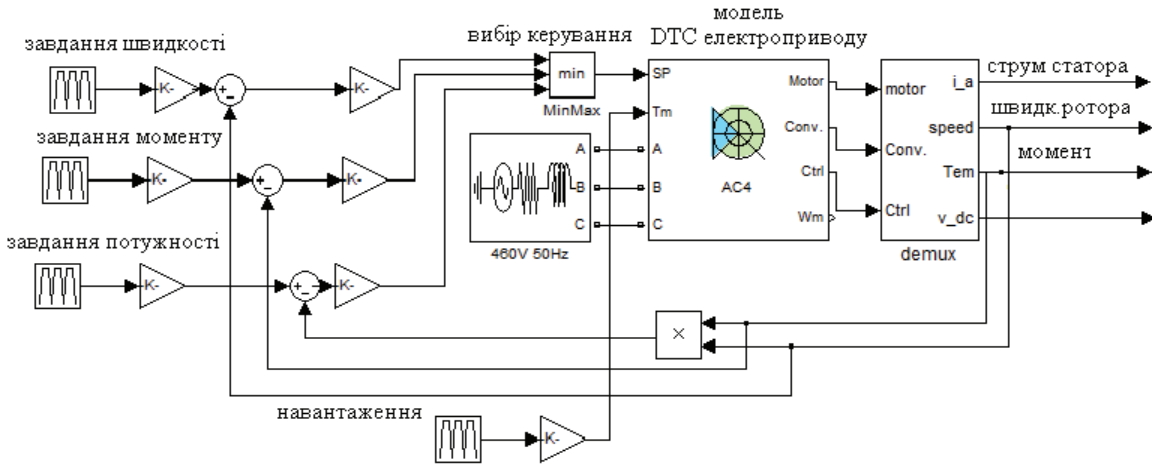 модель
завдання швидкості
вибір керування
DTC електроприводу
K-
+
-
K-
min
MinMax
SP
Tm
A
B
C
Motor
Conv.
Ctrl
Wm
AC4
motor
Conv.
Ctrl
i_a
speed
Tem
v_dc
demux
струм статора
швидк.ротора
момент
завдання моменту
K-
+
-
K-
A
B
C
460V 50Hz
завдання потужності
K-
+
-
K-
×
навантаження
K-